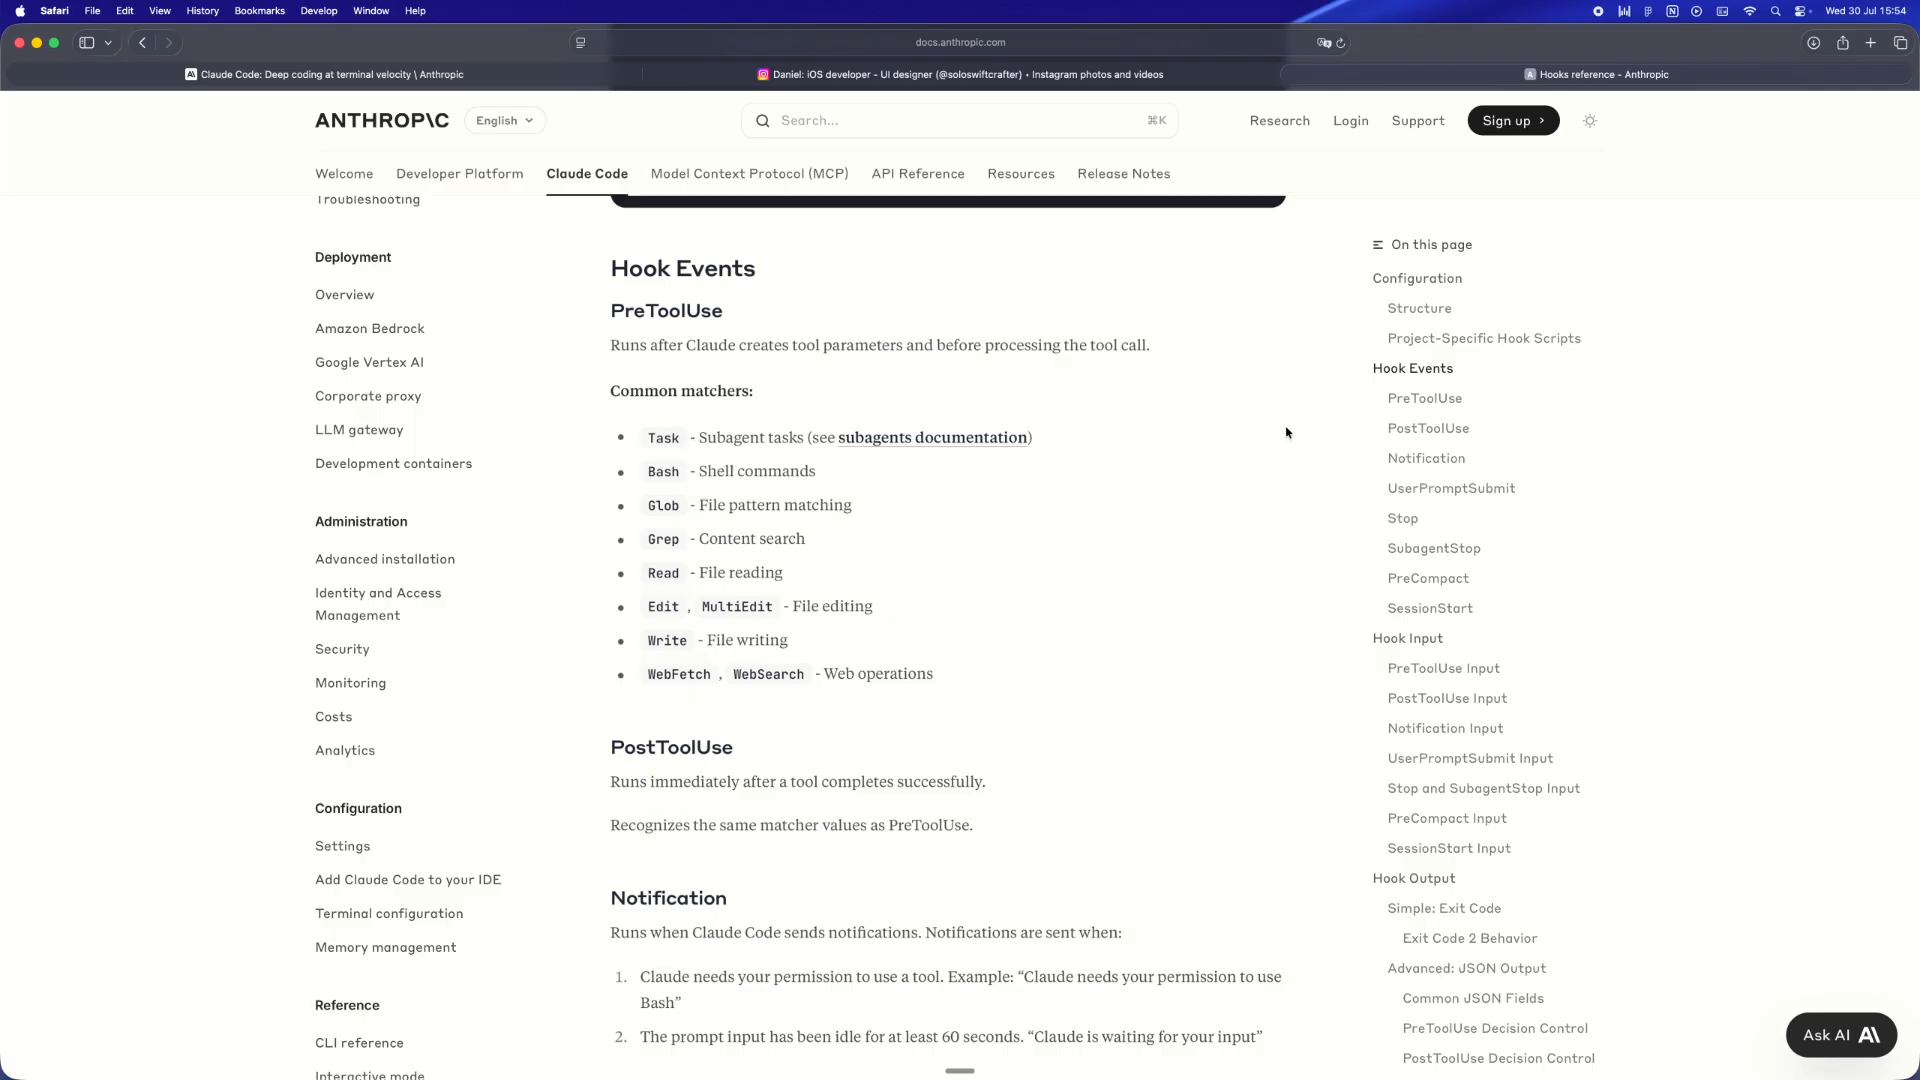 Safari File Edit View History Bookmarks Develop Window Help
Wed 30 Jul 15:54
docs.anthropic.com
Claude Code: Deep coding at terminal velocity \ Anthropic
Daniel: iOS developer - UI designer (@soloswiftcrafter) • Instagram photos and videos
Hooks reference - Anthropic
ANTHROP\C
English
Search...
⌘K
Research
Login
Support
Sign up ›
Welcome
Developer Platform
Claude Code
Model Context Protocol (MCP)
API Reference
Resources
Release Notes
Troubleshooting
Deployment
Overview
Amazon Bedrock
Google Vertex AI
Corporate proxy
LLM gateway
Development containers
Administration
Advanced installation
Identity and Access
Management
Security
Monitoring
Costs
Analytics
Configuration
Settings
Add Claude Code to your IDE
Terminal configuration
Memory management
Reference
CLI reference
Interactive mode
Hook Events
PreToolUse
Runs after Claude creates tool parameters and before processing the tool call.
Common matchers:
• Task - Subagent tasks (see subagents documentation)
• Bash - Shell commands
• Glob - File pattern matching
• Grep - Content search
• Read - File reading
• Edit , MultiEdit - File editing
• Write - File writing
• WebFetch , WebSearch - Web operations
PostToolUse
Runs immediately after a tool completes successfully.
Recognizes the same matcher values as PreToolUse.
Notification
Runs when Claude Code sends notifications. Notifications are sent when:
1. Claude needs your permission to use a tool. Example: “Claude needs your permission to use
Bash”
2. The prompt input has been idle for at least 60 seconds. “Claude is waiting for your input”
On this page
Configuration
Structure
Project-Specific Hook Scripts
Hook Events
PreToolUse
PostToolUse
Notification
UserPromptSubmit
Stop
SubagentStop
PreCompact
SessionStart
Hook Input
PreToolUse Input
PostToolUse Input
Notification Input
UserPromptSubmit Input
Stop and SubagentStop Input
PreCompact Input
SessionStart Input
Hook Output
Simple: Exit Code
Exit Code 2 Behavior
Advanced: JSON Output
Common JSON Fields
PreToolUse Decision Control
PostToolUse Decision Control
Ask AI